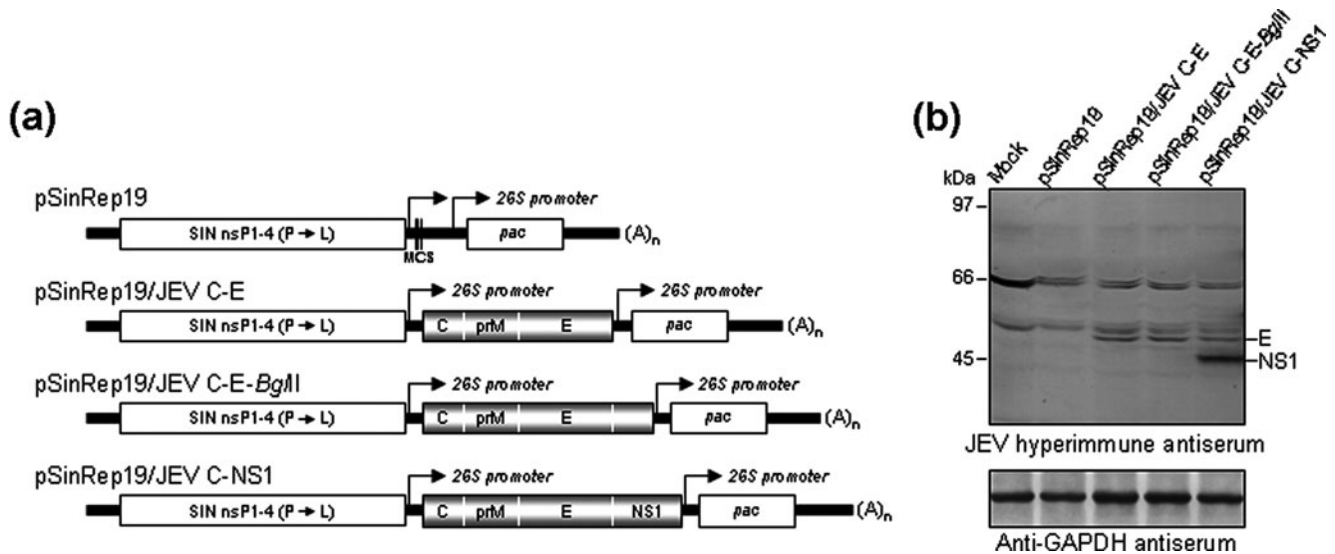 (a)
pSinRep19
26S promoter
SIN nsP1-4 (P → L)
MCS
pac
(A)n
pSinRep19/JEV C-E
26S promoter
26S promoter
SIN nsP1-4 (P → L)
C prM E
pac
(A)n
pSinRep19/JEV C-E-BglII
26S promoter
26S promoter
SIN nsP1-4 (P → L)
C prM E
pac
(A)n
pSinRep19/JEV C-NS1
26S promoter
26S promoter
SIN nsP1-4 (P → L)
C prM E NS1
pac
(A)n
(b)
Mock
pSinRep19
pSinRep19/JEV C-E
pSinRep19/JEV C-E-BglII
pSinRep19/JEV C-NS1
kDa
97
66
45
E
NS1
JEV hyperimmune antiserum
Anti-GAPDH antiserum